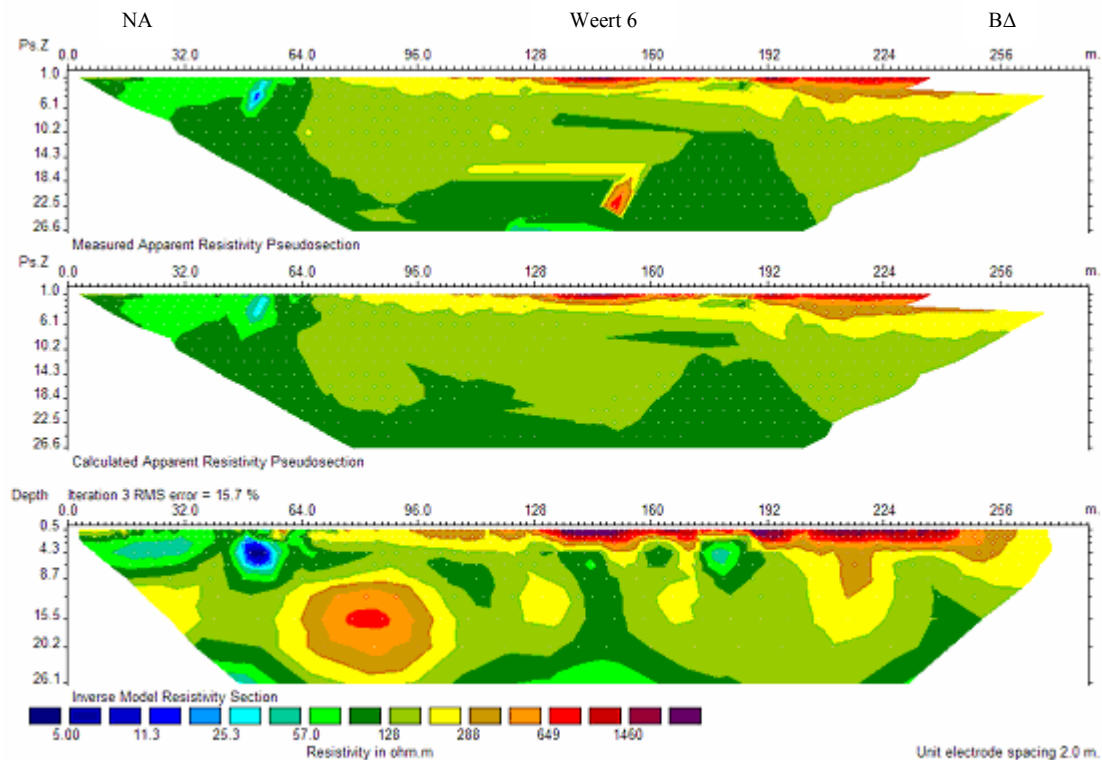 NA Weert 6 ΒΔ
Ps.Z 0.0 32.0 64.0 96.0 128 160 192 224 256 m.
1.0
6.1
10.2
14.3
18.4
22.5
26.6
Measured Apparent Resistivity Pseudosection
Ps.Z 0.0 32.0 64.0 96.0 128 160 192 224 256 m.
1.0
6.1
10.2
14.3
18.4
22.5
26.6
Calculated Apparent Resistivity Pseudosection
Depth Iteration 3 RMS error = 15.7 %
0.0 32.0 64.0 96.0 128 160 192 224 256 m.
0.5
4.3
8.7
15.5
20.2
26.1
Inverse Model Resistivity Section
5.00 11.3 25.3 57.0 128 288 649 1460
Resistivity in ohm.m
Unit electrode spacing 2.0 m.